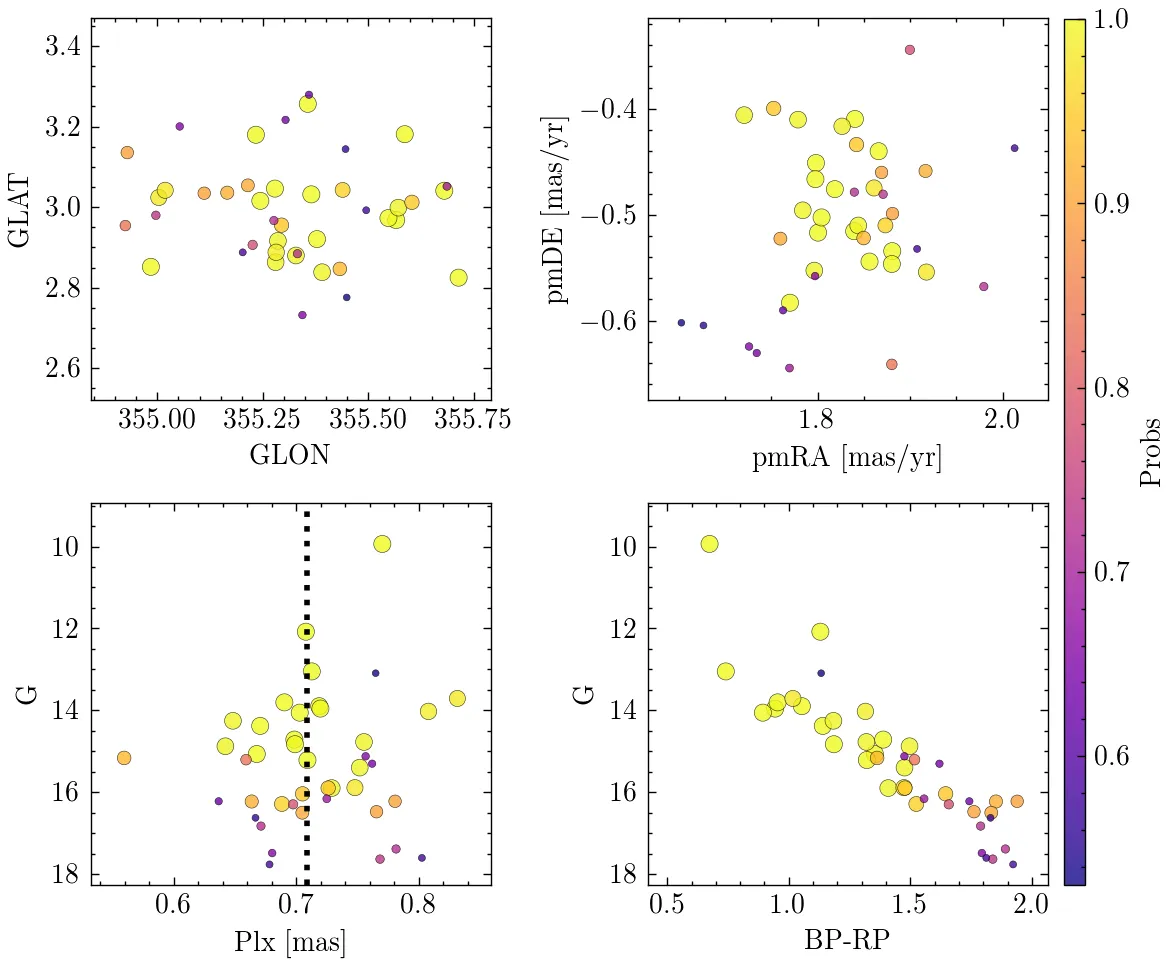 3.4
3.2
3.0
2.8
2.6
GLAT
355.00 355.25 355.50 355.75
GLON
−0.4
−0.5
−0.6
pmDE [mas/yr]
1.8 2.0
pmRA [mas/yr]
1.0
0.9
0.8
0.7
0.6
Probs
10
12
14
16
18
G
0.6 0.7 0.8
Plx [mas]
10
12
14
16
18
G
0.5 1.0 1.5 2.0
BP-RP